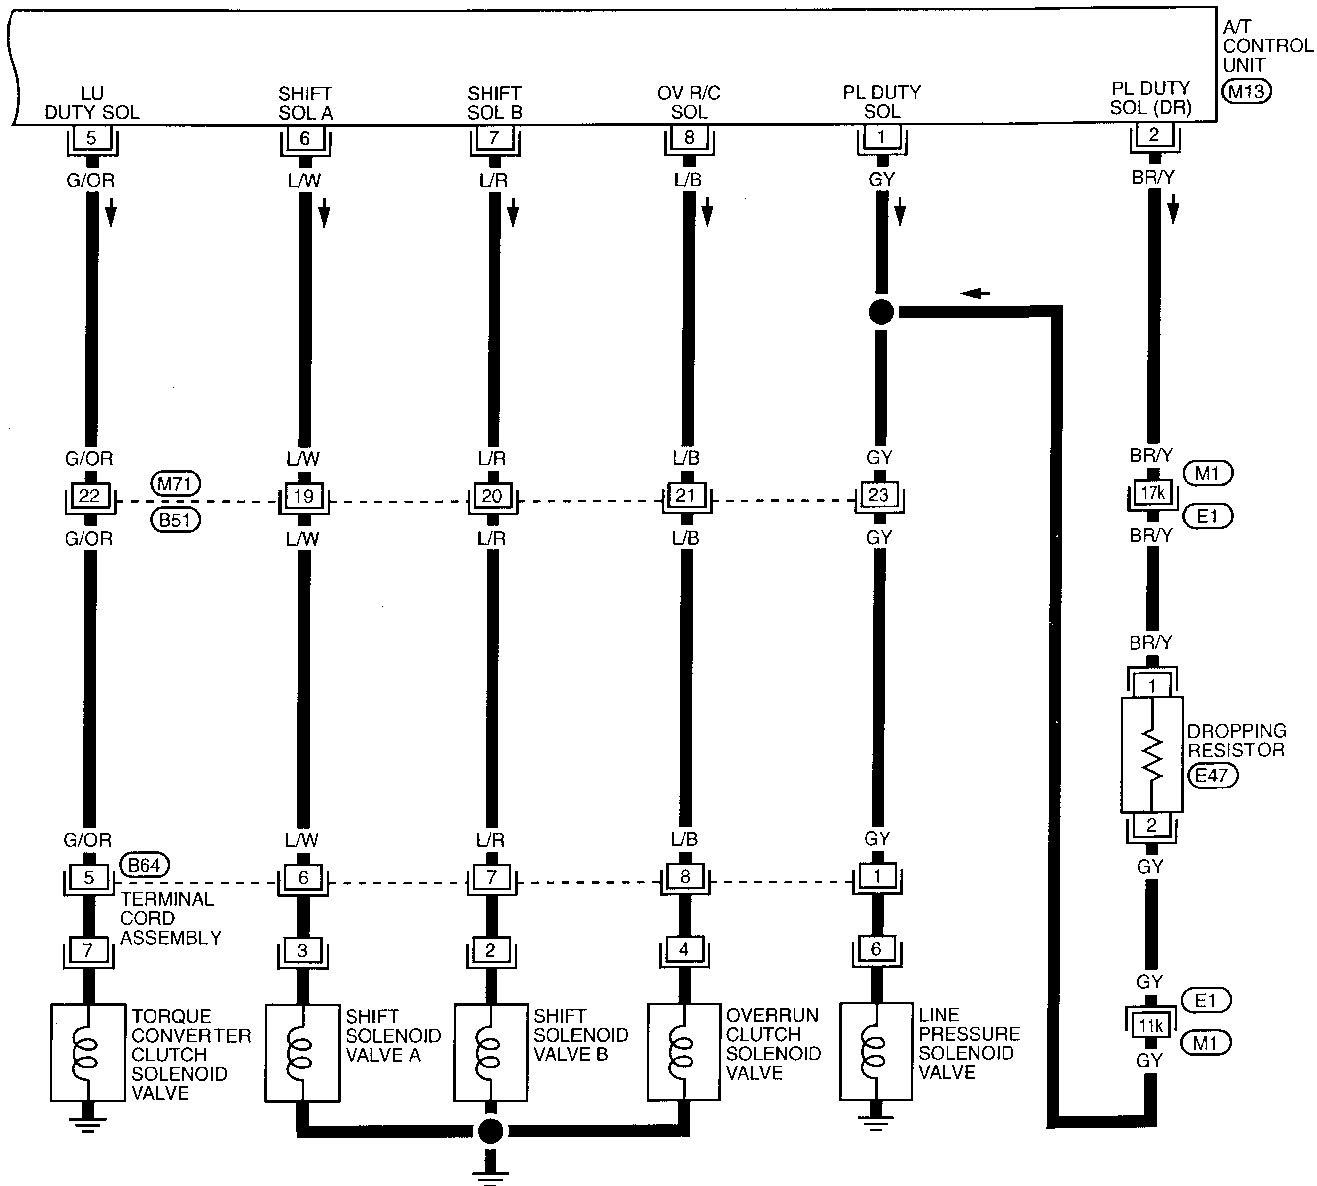 A/T
CONTROL
UNIT
M13
LU
DUTY SOL
SHIFT
SOL A
SHIFT
SOL B
OV R/C
SOL
PL DUTY
SOL
PL DUTY
SOL (DR)
5
6
7
8
1
2
G/OR
L/W
L/R
L/B
GY
BR/Y
G/OR
L/W
L/R
L/B
GY
BR/Y
M71
M1
22
19
20
21
23
17k
B51
E1
G/OR
L/W
L/R
L/B
GY
BR/Y
BR/Y
1
DROPPING
RESISTOR
E47
2
G/OR
L/W
L/R
L/B
GY
GY
B64
5
6
7
8
1
TERMINAL
CORD
ASSEMBLY
7
3
2
4
6
GY
E1
11k
M1
GY
TORQUE
CONVERTER
CLUTCH
SOLENOID
VALVE
SHIFT
SOLENOID
VALVE A
SHIFT
SOLENOID
VALVE B
OVERRUN
CLUTCH
SOLENOID
VALVE
LINE
PRESSURE
SOLENOID
VALVE